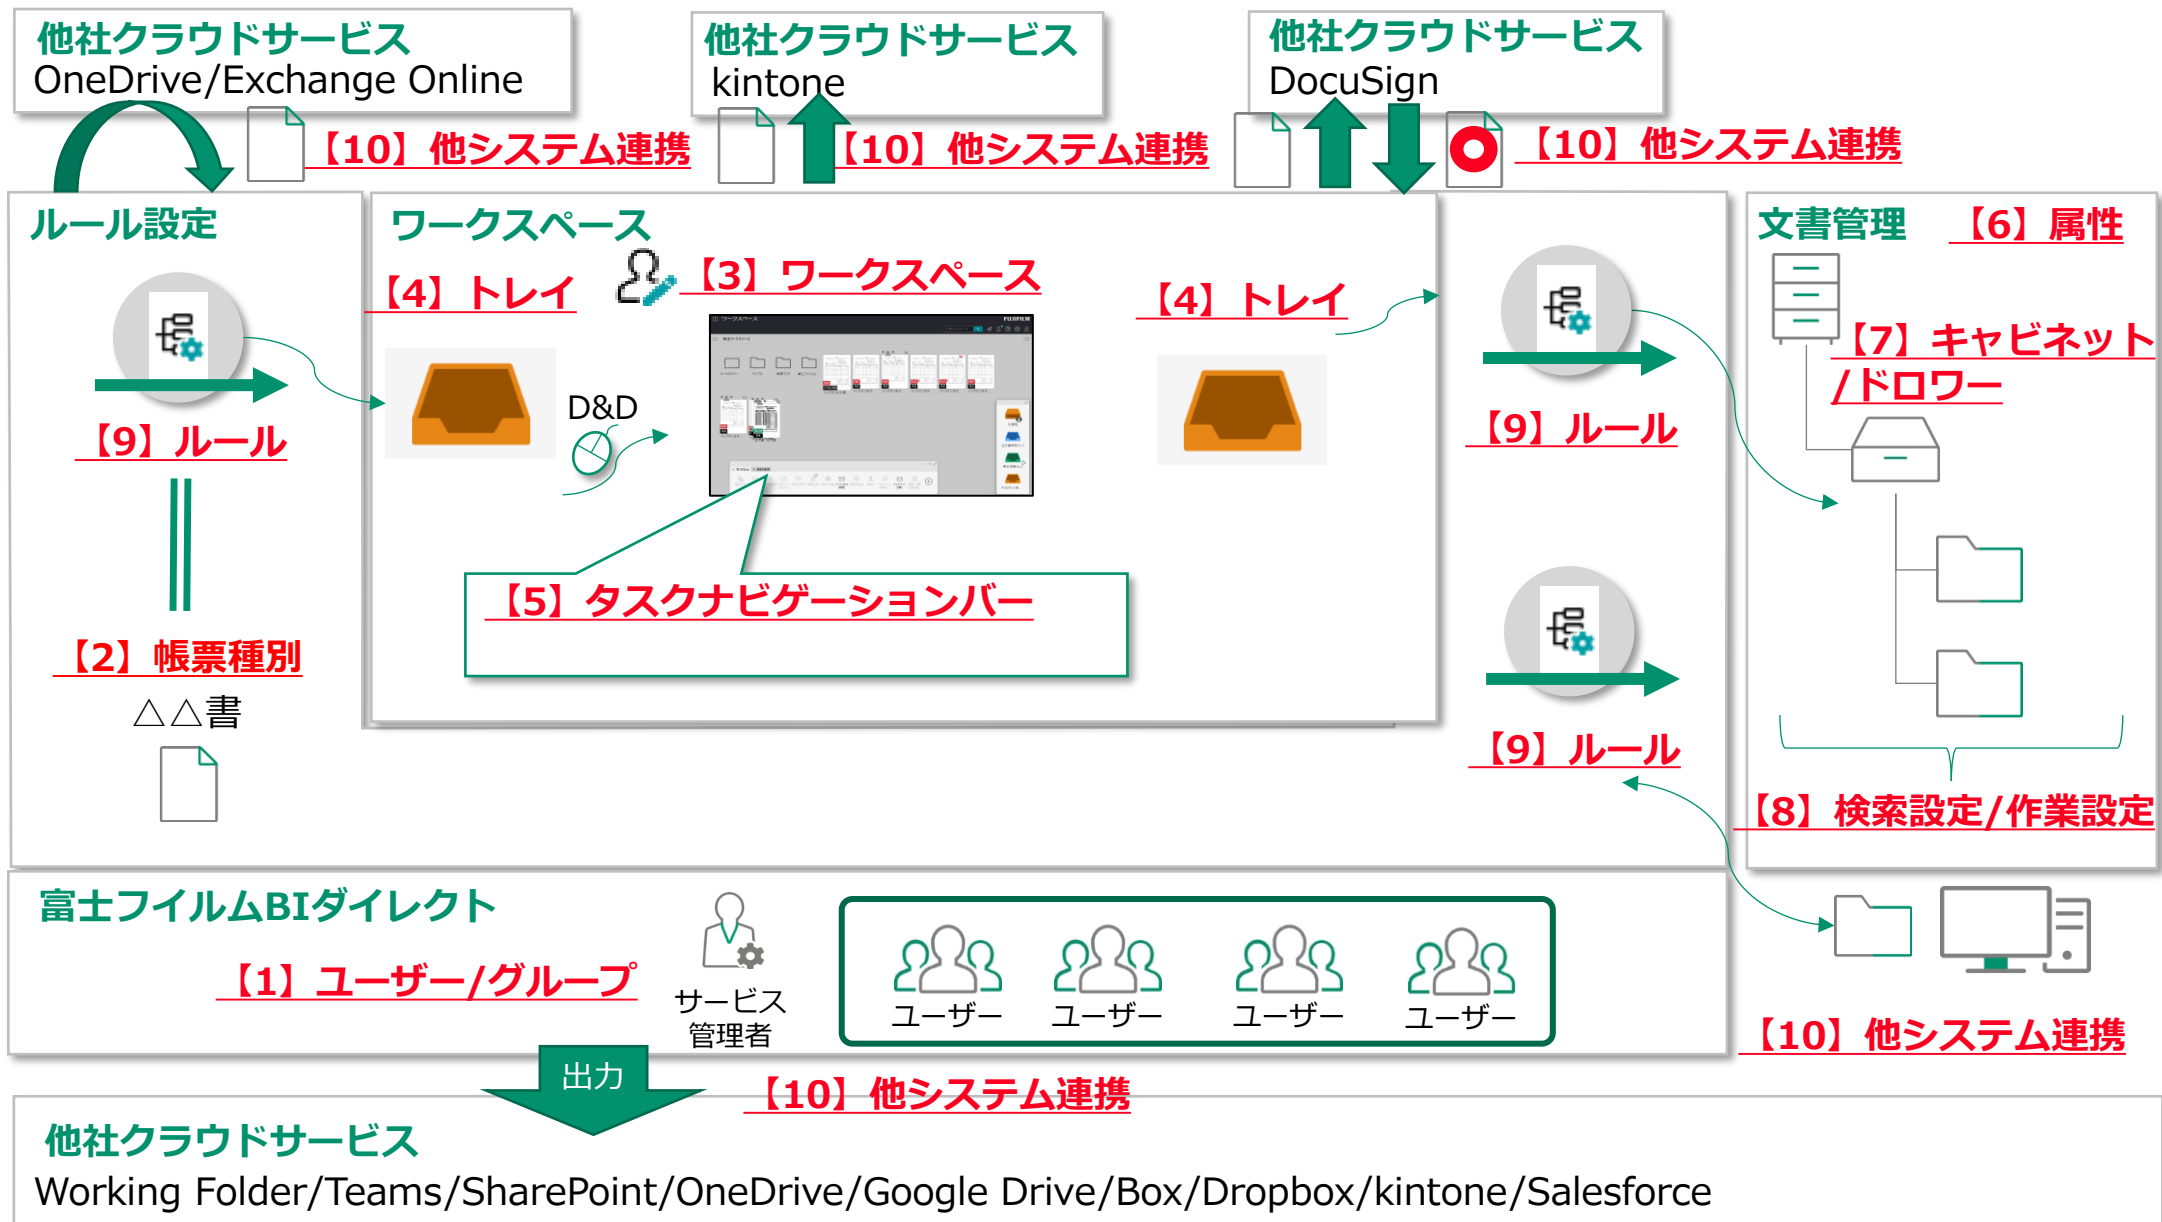 他社クラウドサービス
OneDrive/Exchange Online
他社クラウドサービス
kintone
他社クラウドサービス
DocuSign
【10】他システム連携
【10】他システム連携
【10】他システム連携
ルール設定
【9】ルール
【2】帳票種別
△△書
ワークスペース
【4】トレイ
【3】ワークスペース
【4】トレイ
D&D
ワークスペース
FUJIFILM
【5】タスクナビゲーションバー
【9】ルール
【9】ルール
文書管理
【6】属性
【7】キャビネット
/ドロワー
【8】検索設定/作業設定
富士フイルムBIダイレクト
【1】ユーザー/グループ
サービス
管理者
ユーザー
ユーザー
ユーザー
ユーザー
【10】他システム連携
出力
【10】他システム連携
他社クラウドサービス
Working Folder/Teams/SharePoint/OneDrive/Google Drive/Box/Dropbox/kintone/Salesforce